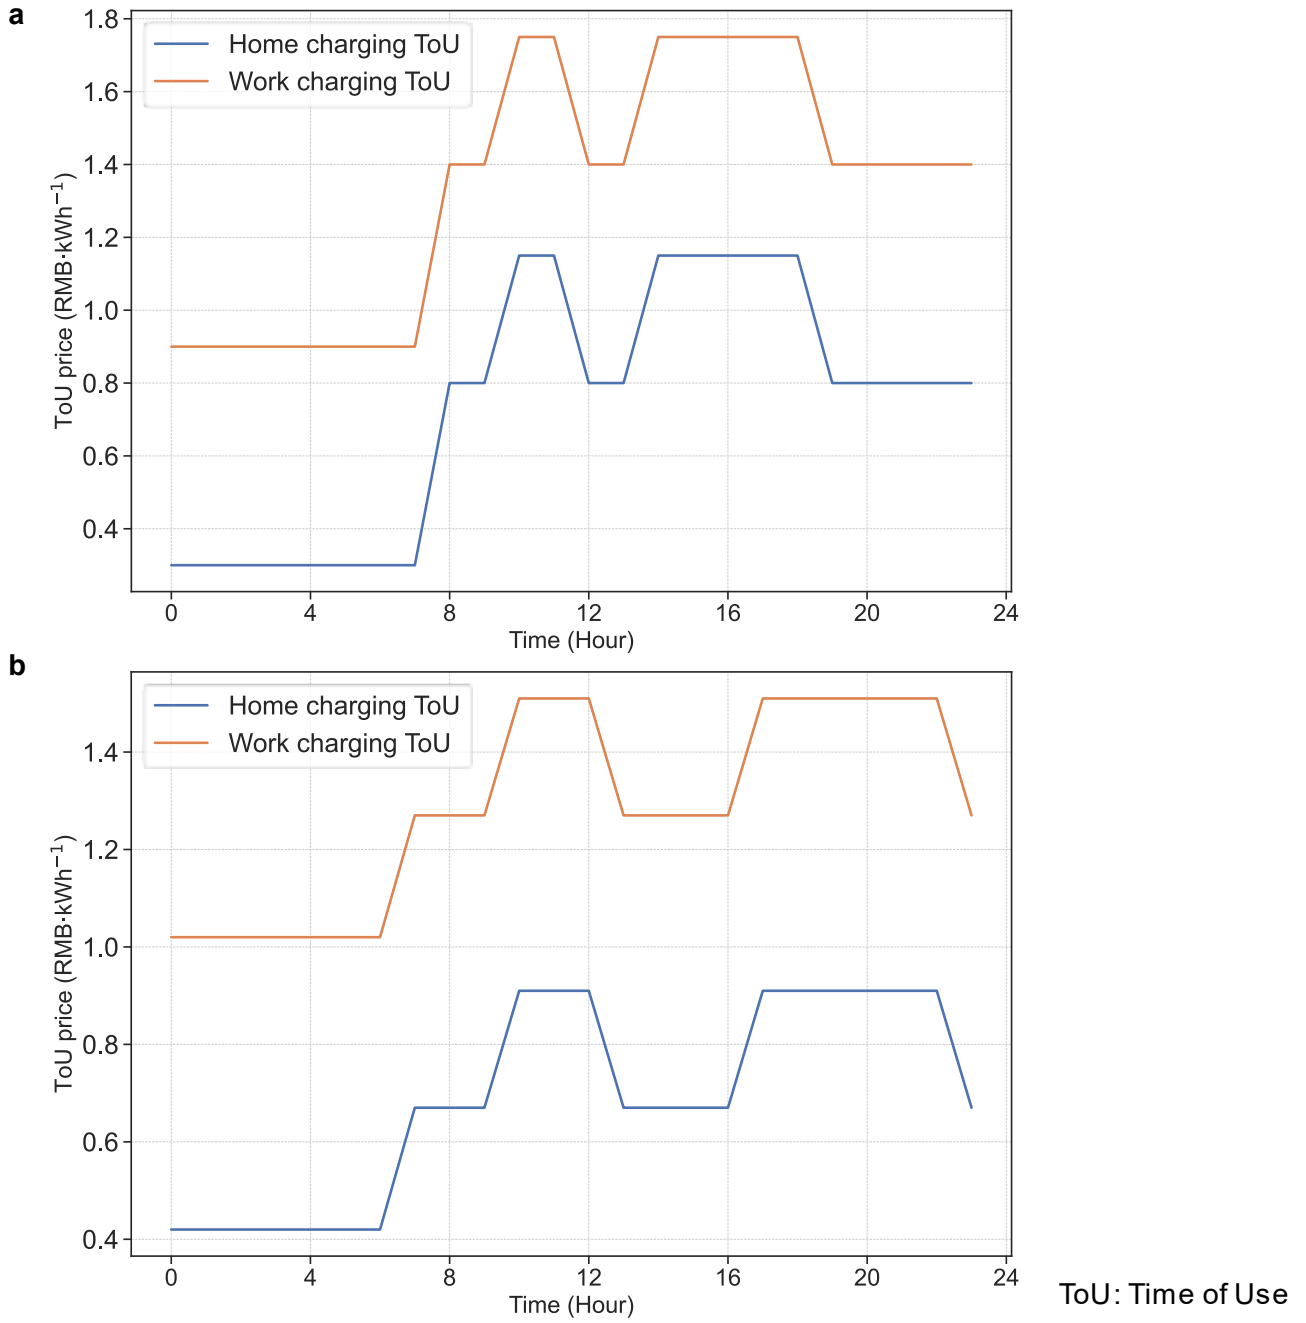 a
Home charging ToU
Work charging ToU
ToU price (RMB·kWh⁻¹)
1.8
1.6
1.4
1.2
1.0
0.8
0.6
0.4
0 4 8 12 16 20 24
Time (Hour)
b
Home charging ToU
Work charging ToU
ToU price (RMB·kWh⁻¹)
1.4
1.2
1.0
0.8
0.6
0.4
0 4 8 12 16 20 24
Time (Hour)
ToU: Time of Use